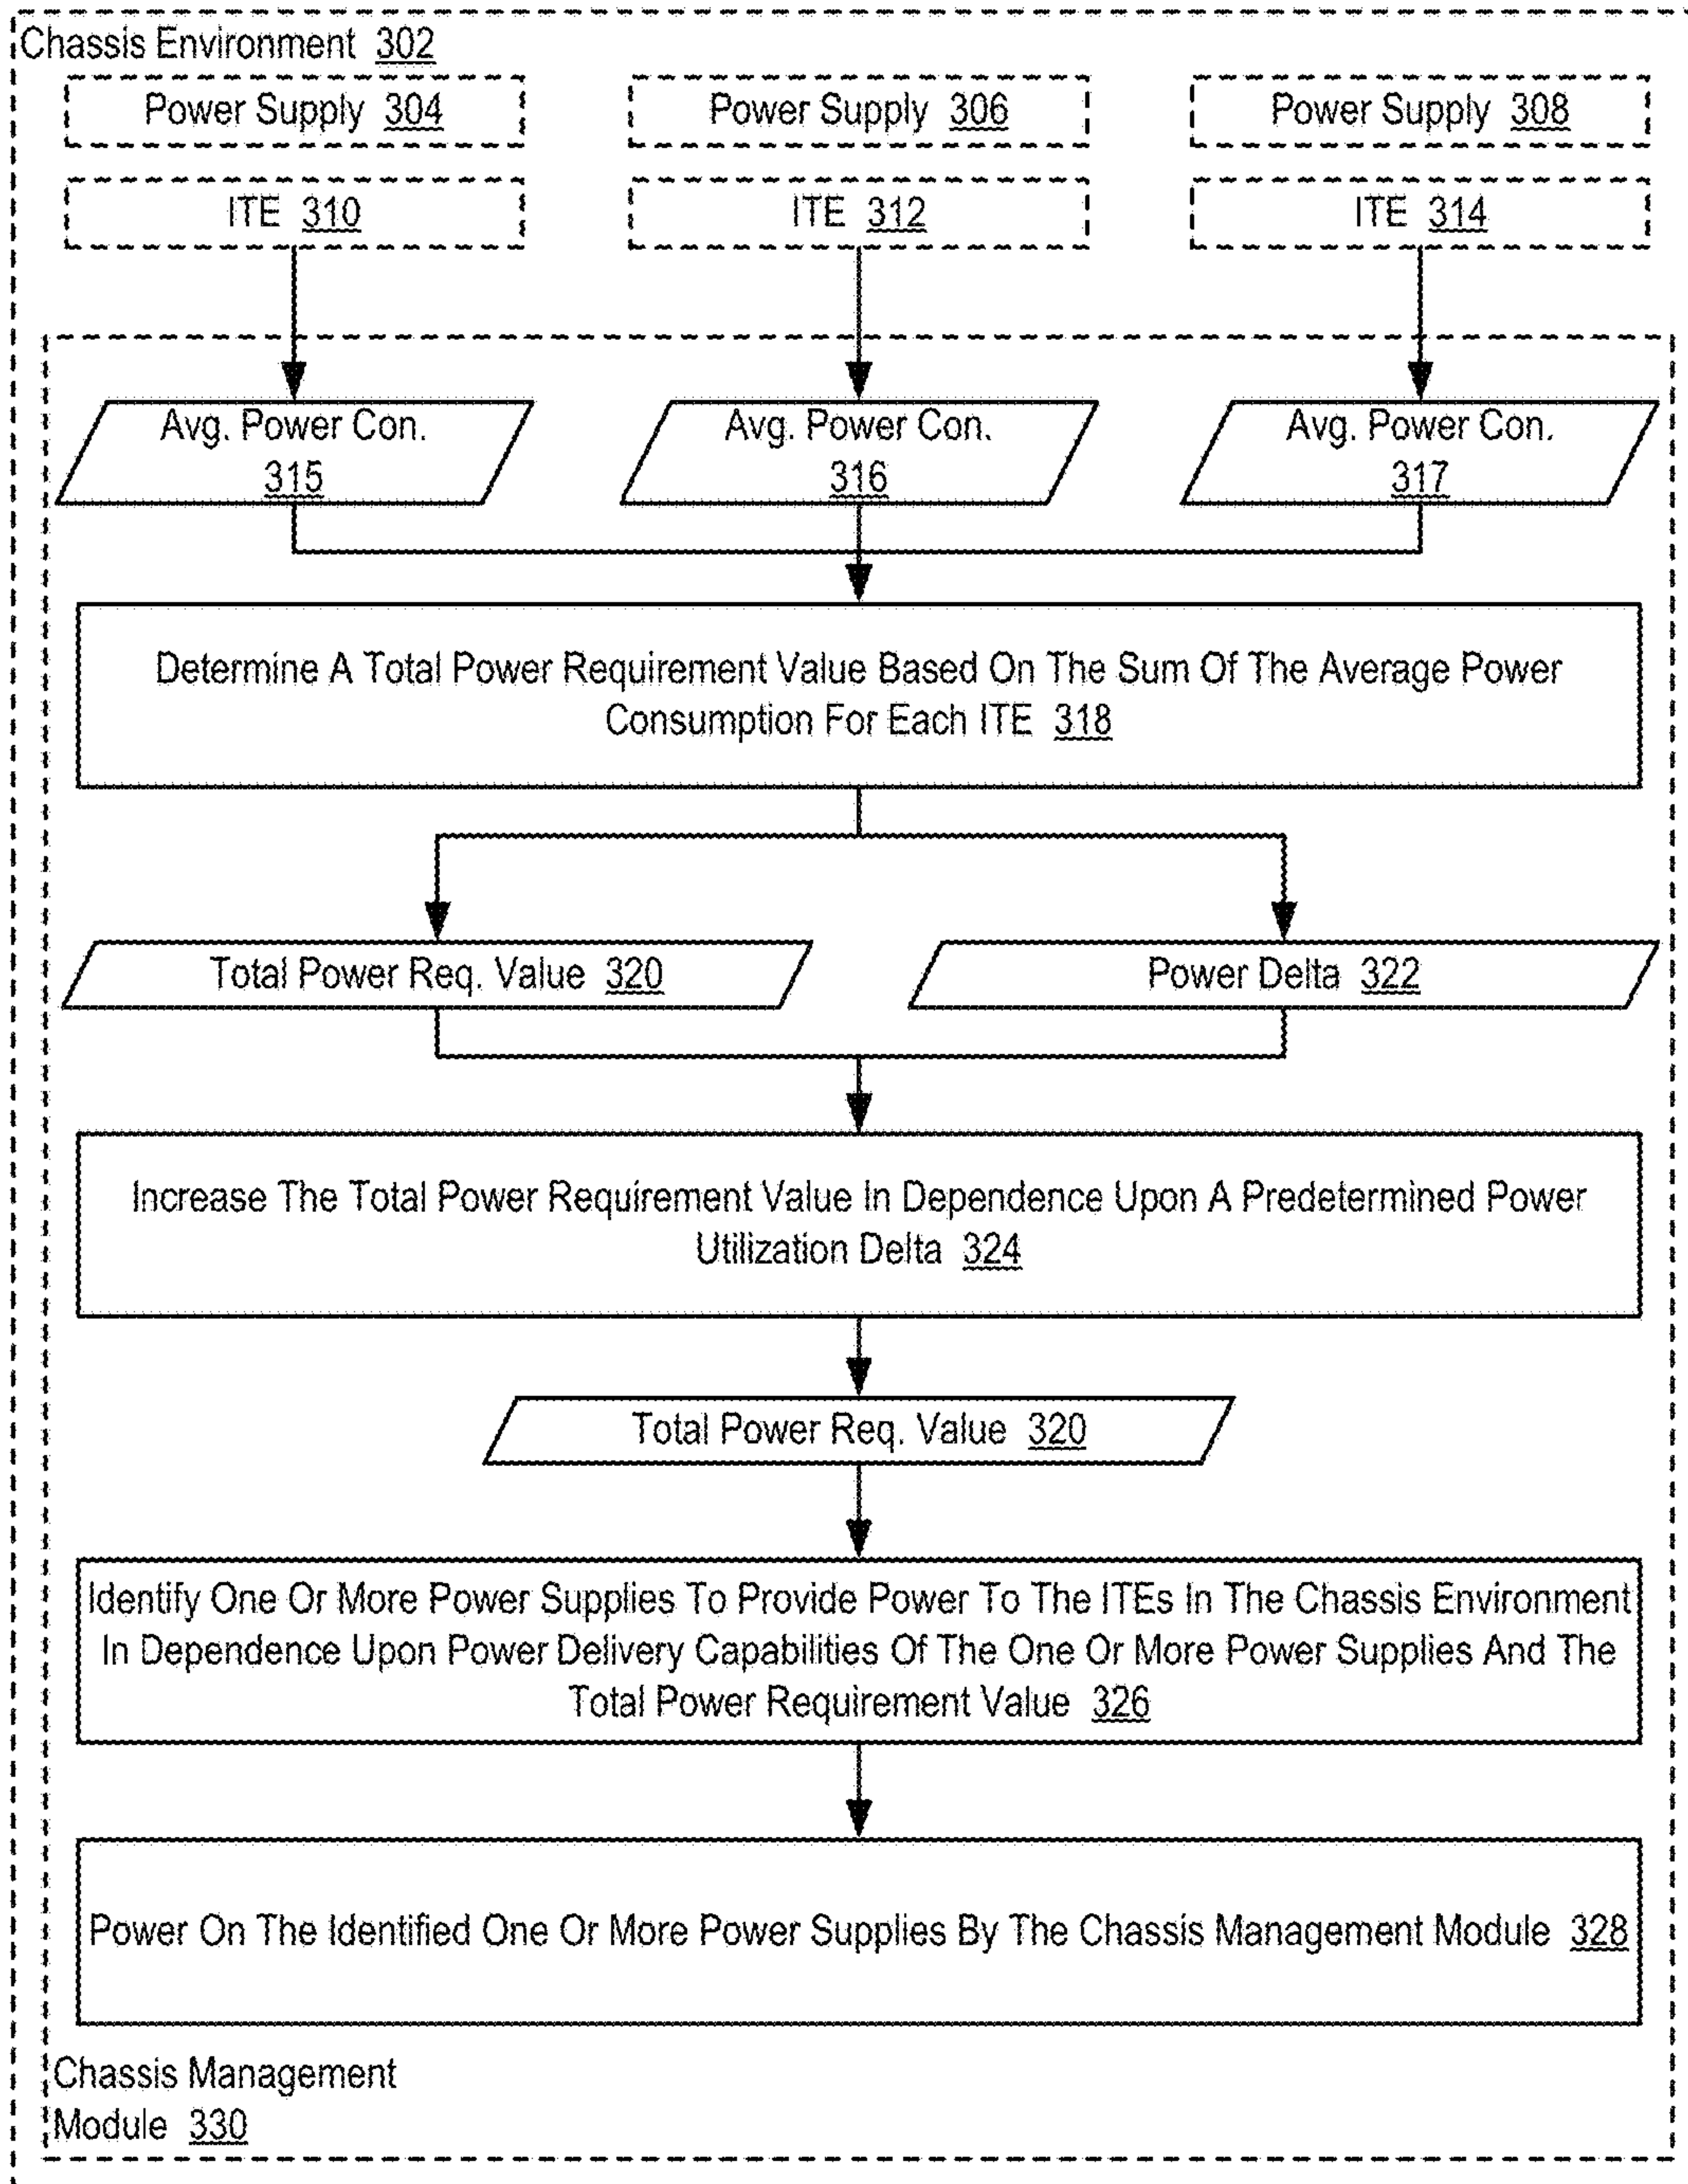 Chassis Environment 302
Power Supply 304
Power Supply 306
Power Supply 308
ITE 310
ITE 312
ITE 314
Avg. Power Con.
315
Avg. Power Con.
316
Avg. Power Con.
317
Determine A Total Power Requirement Value Based On The Sum Of The Average Power
Consumption For Each ITE 318
Total Power Req. Value 320
Power Delta 322
Increase The Total Power Requirement Value In Dependence Upon A Predetermined Power
Utilization Delta 324
Total Power Req. Value 320
Identify One Or More Power Supplies To Provide Power To The ITEs In The Chassis Environment
In Dependence Upon Power Delivery Capabilities Of The One Or More Power Supplies And The
Total Power Requirement Value 326
Power On The Identified One Or More Power Supplies By The Chassis Management Module 328
Chassis Management
Module 330